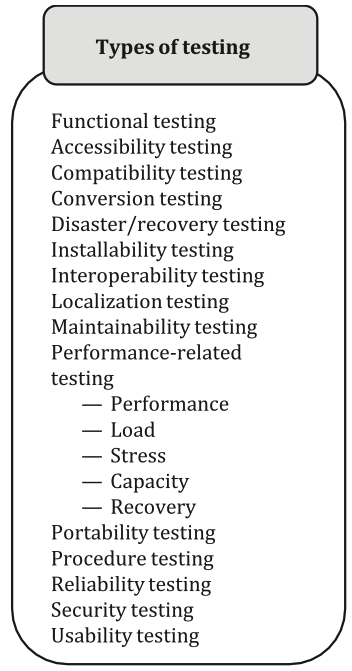 Types of testing
Functional testing
Accessibility testing
Compatibility testing
Conversion testing
Disaster/recovery testing
Installability testing
Interoperability testing
Localization testing
Maintainability testing
Performance-related
testing
— Performance
— Load
— Stress
— Capacity
— Recovery
Portability testing
Procedure testing
Reliability testing
Security testing
Usability testing